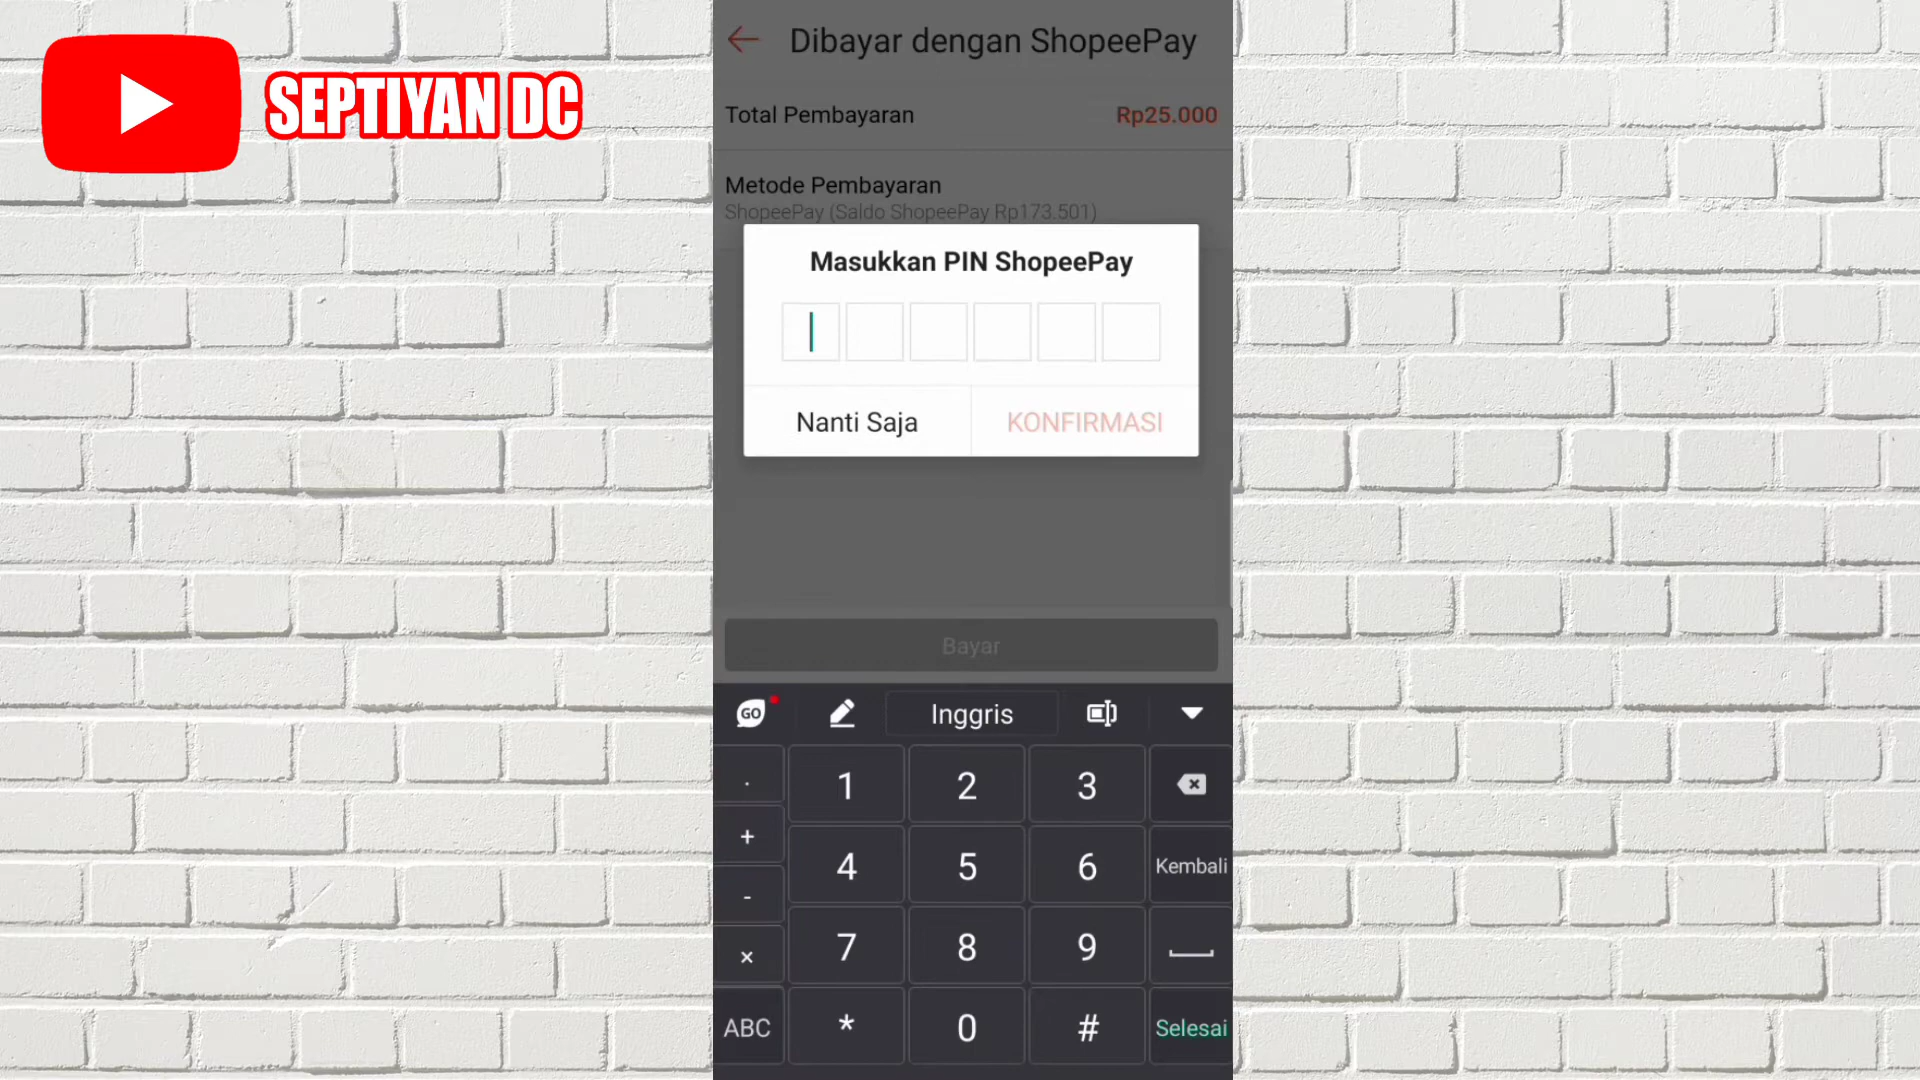 SEPTIYAN DC
Dibayar dengan ShopeePay
Total Pembayaran Rp25.000
Metode Pembayaran
ShopeePay (Saldo ShopeePay Rp173.501)
Masukkan PIN ShopeePay
Nanti Saja KONFIRMASI
Bayar
GO Inggris
. 1 2 3
+ 4 5 6 Kembali
- 7 8 9
×
ABC * 0 # Selesai